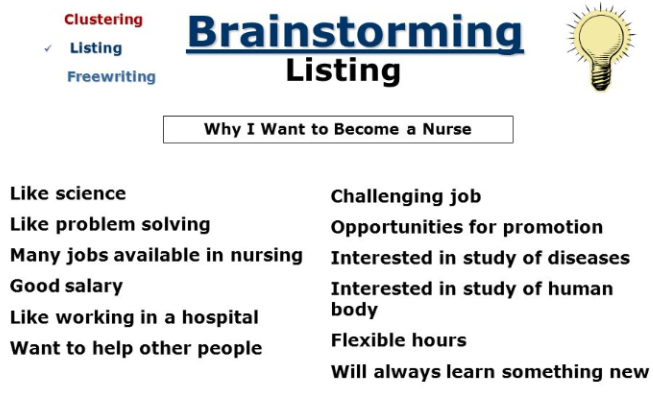 Clustering
✓ Listing
Freewriting
Brainstorming
Listing
Why I Want to Become a Nurse
Like science
Like problem solving
Many jobs available in nursing
Good salary
Like working in a hospital
Want to help other people
Challenging job
Opportunities for promotion
Interested in study of diseases
Interested in study of human
body
Flexible hours
Will always learn something new